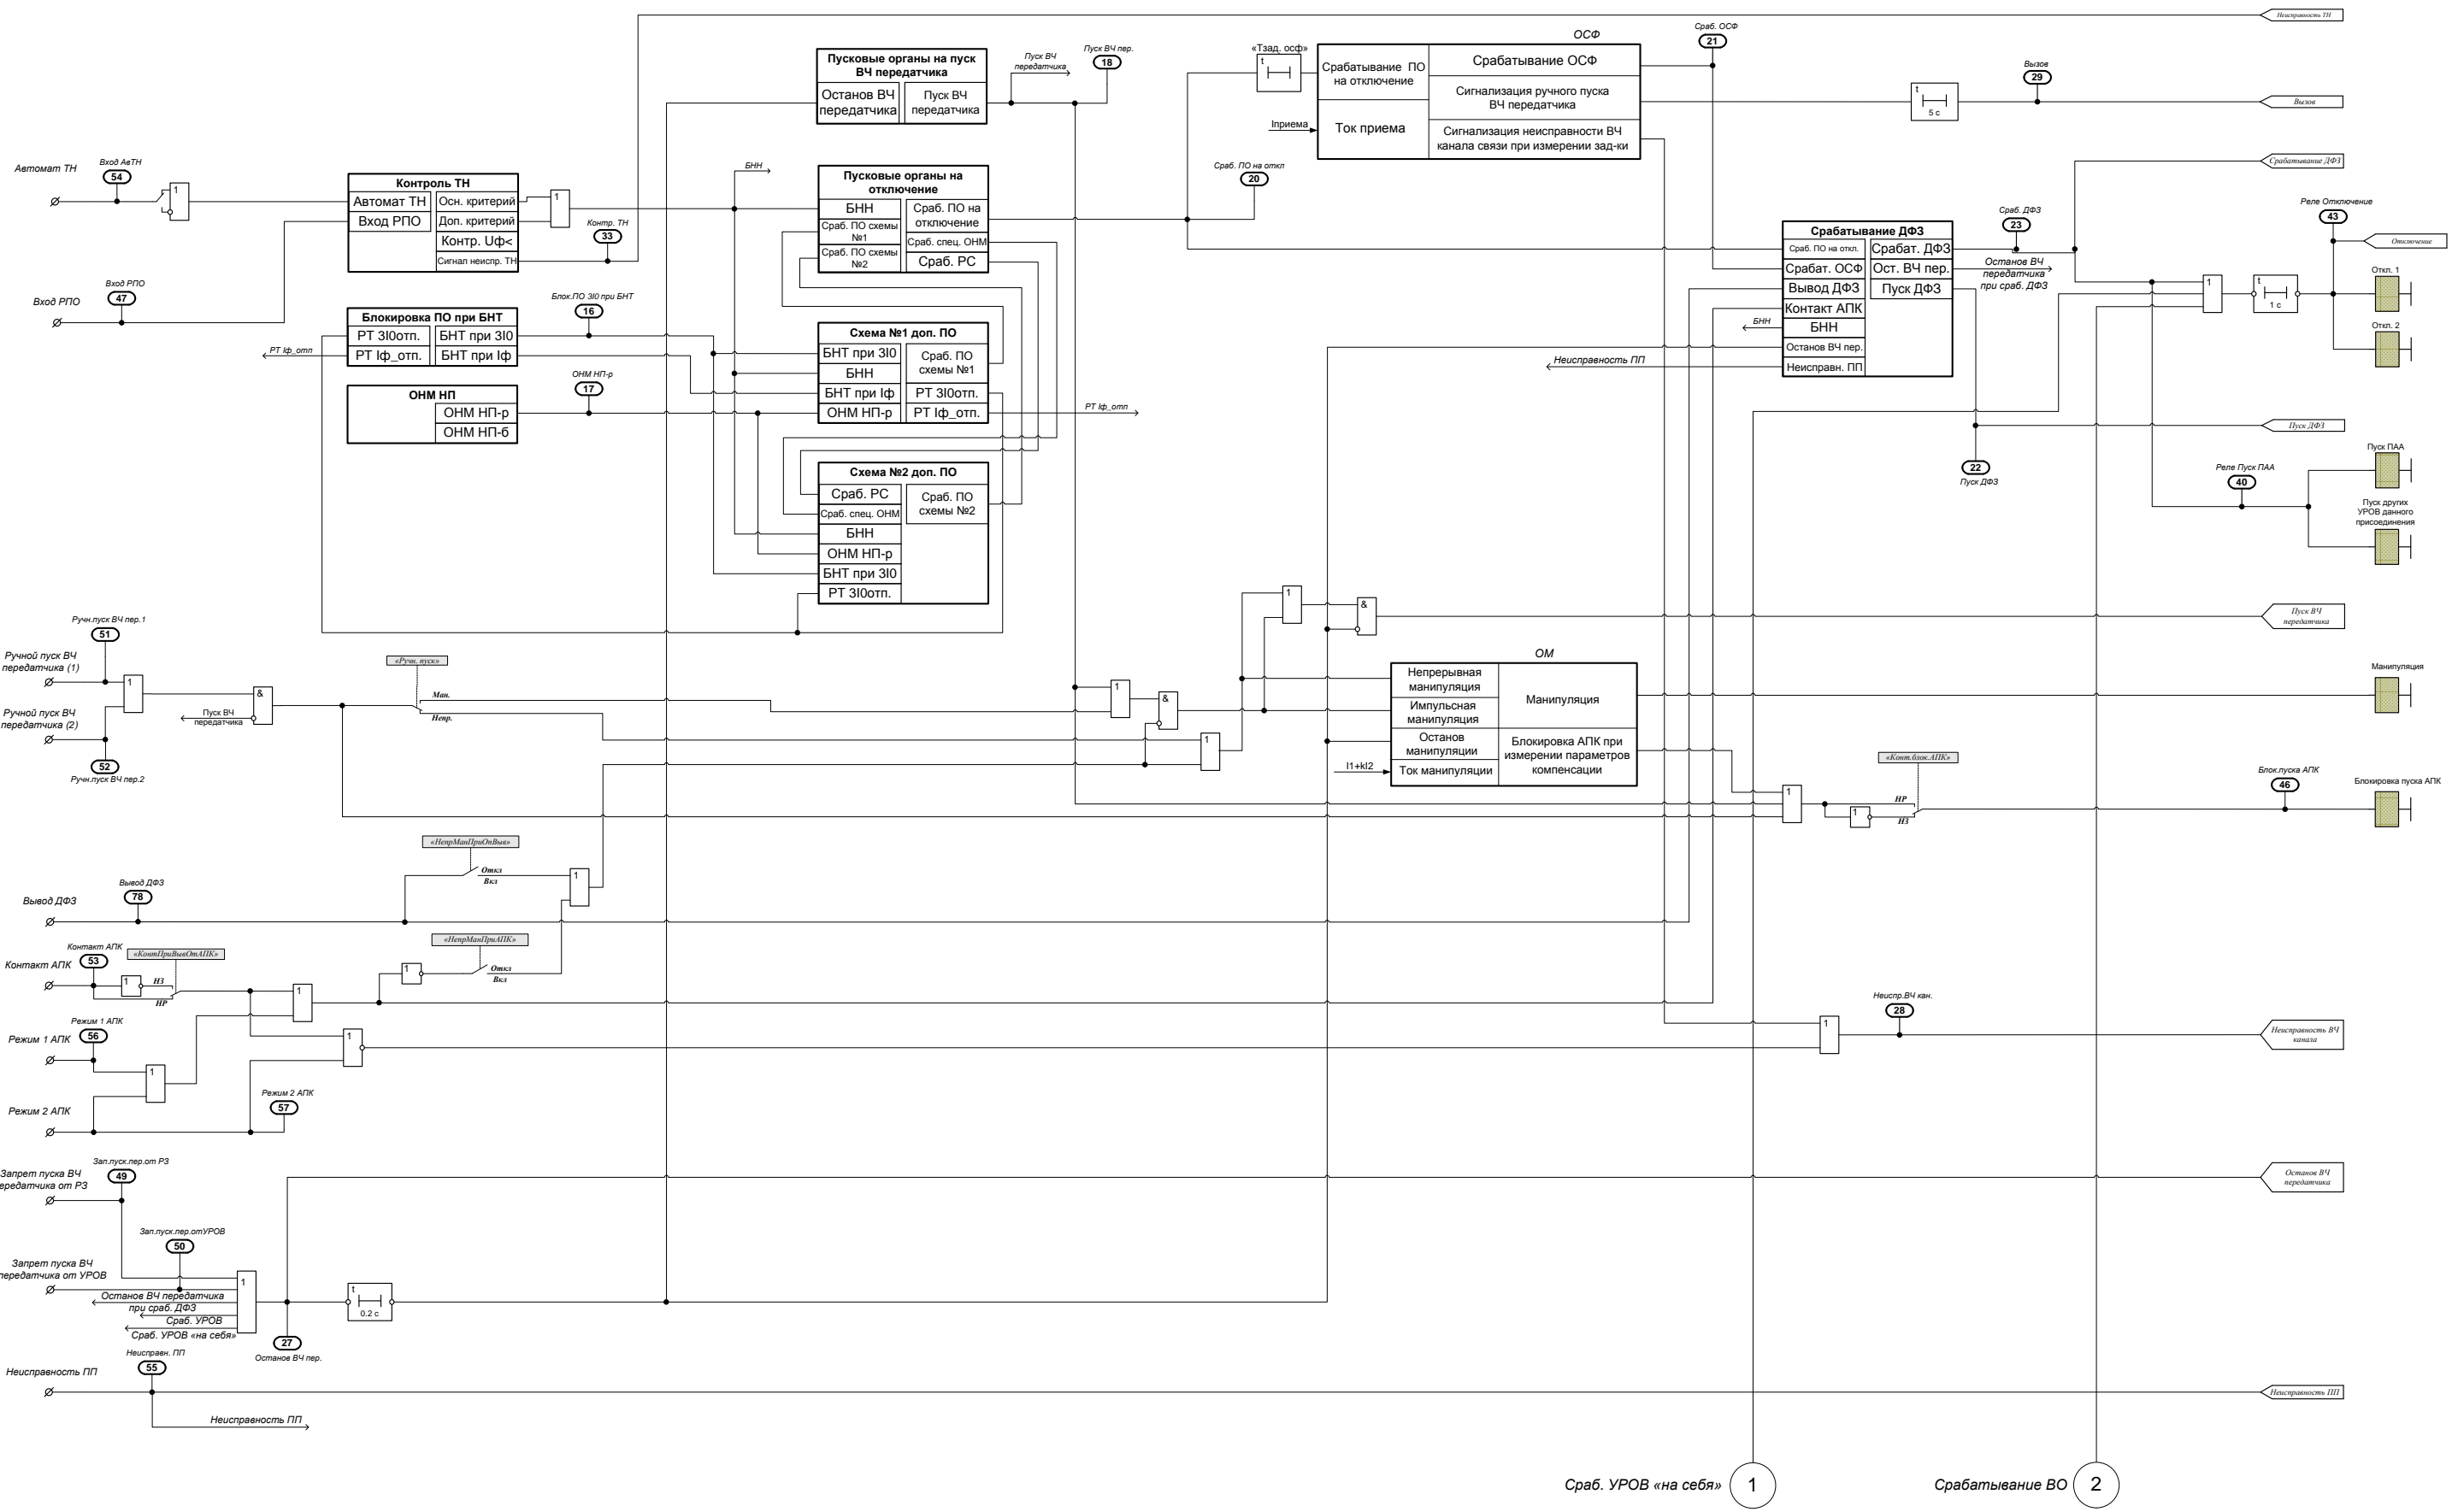 Неисправность ТН
Сраб. ОСФ
21
ОСФ
Пусковые органы на пуск
ВЧ передатчика
Останов ВЧ
передатчика
Пуск ВЧ
передатчика
Пуск ВЧ
передатчика
Пуск ВЧ пер.
18
«Тзад. осф»
t
Срабатывание ПО
на отключение
Ток приема
Срабатывание ОСФ
Сигнализация ручного пуска
ВЧ передатчика
Сигнализация неисправности ВЧ
канала связи при измерении зад-ки
Iприема
t
5 с
Вызов
29
Вызов
Автомат ТН
Вход АвТН
54
1
Контроль ТН
Автомат ТН
Вход РПО
Осн. критерий
Доп. критерий
Контр. Uф<
Сигнал неиспр. ТН
1
Контр. ТН
33
БНН
Пусковые органы на
отключение
БНН
Сраб. ПО схемы
№1
Сраб. ПО схемы
№2
Сраб. ПО на
отключение
Сраб. спец. ОНМ
Сраб. РС
Сраб. ПО на откл
20
Срабатывание ДФЗ
Сраб. ПО на откл.
Срабат. ОСФ
Вывод ДФЗ
Контакт АПК
БНН
Останов ВЧ пер.
Неисправн. ПП
Срабат. ДФЗ
Ост. ВЧ пер.
Пуск ДФЗ
Сраб. ДФЗ
23
Останов ВЧ
передатчика
при сраб. ДФЗ
БНН
Неисправность ПП
Срабатывание ДФЗ
Реле Отключение
43
Отключение
1
t
1 с
Откл. 1
Откл. 2
Вход РПО
Вход РПО
47
Блокировка ПО при БНТ
РТ 3I0отп.
РТ Iф_отп.
БНТ при 3I0
БНТ при Iф
РТ Iф_отп
Блок.ПО 3I0 при БНТ
16
ОНМ НП
ОНМ НП-р
ОНМ НП-б
ОНМ НП-р
17
Схема №1 доп. ПО
БНТ при 3I0
БНН
БНТ при Iф
ОНМ НП-р
Сраб. ПО
схемы №1
РТ 3I0отп.
РТ Iф_отп.
РТ Iф_отп
Схема №2 доп. ПО
Сраб. РС
Сраб. спец. ОНМ
БНН
ОНМ НП-р
БНТ при 3I0
РТ 3I0отп.
Сраб. ПО
схемы №2
Пуск ДФЗ
22
Пуск ДФЗ
Реле Пуск ПАА
40
Пуск ПАА
Пуск других
УРОВ данного
присоединения
Ручн.пуск ВЧ пер.1
51
Ручной пуск ВЧ
передатчика (1)
Ручной пуск ВЧ
передатчика (2)
52
Ручн.пуск ВЧ пер.2
1
Пуск ВЧ
передатчика
&
«Ручн. пуск»
Ман.
Непр.
1
&
1
1
&
Пуск ВЧ
передатчика
ОМ
Непрерывная
манипуляция
Импульсная
манипуляция
Останов
манипуляции
Ток манипуляции
Манипуляция
Блокировка АПК при
измерении параметров
компенсации
I1+kI2
Манипуляция
1
1
«Конт.блок.АПК»
НР
НЗ
Блок.пуска АПК
46
Блокировка пуска АПК
Вывод ДФЗ
Вывод ДФЗ
78
«НепрМанПриОпВыв»
Откл
Вкл
1
Контакт АПК
Контакт АПК
53
«КонтПриВывОтАПК»
1
НЗ
НР
1
1
«НепрМанПриАПК»
Откл
Вкл
Режим 1 АПК
Режим 1 АПК
56
1
1
Режим 2 АПК
Режим 2 АПК
57
1
Неиспр.ВЧ кан.
28
Неисправность ВЧ
канала
Запрет пуска ВЧ
ередатчика от РЗ
Зап.пуск.пер.от РЗ
49
Останов ВЧ
передатчика
Запрет пуска ВЧ
передатчика от УРОВ
Зап.пуск.пер.отУРОВ
50
Останов ВЧ передатчика
при сраб. ДФЗ
Сраб. УРОВ
Сраб. УРОВ «на себя»
1
27
Останов ВЧ пер.
t
0.2 с
Неисправность ПП
Неисправн. ПП
55
Неисправность ПП
Неисправность ПП
Сраб. УРОВ «на себя»
1
Срабатывание ВО
2